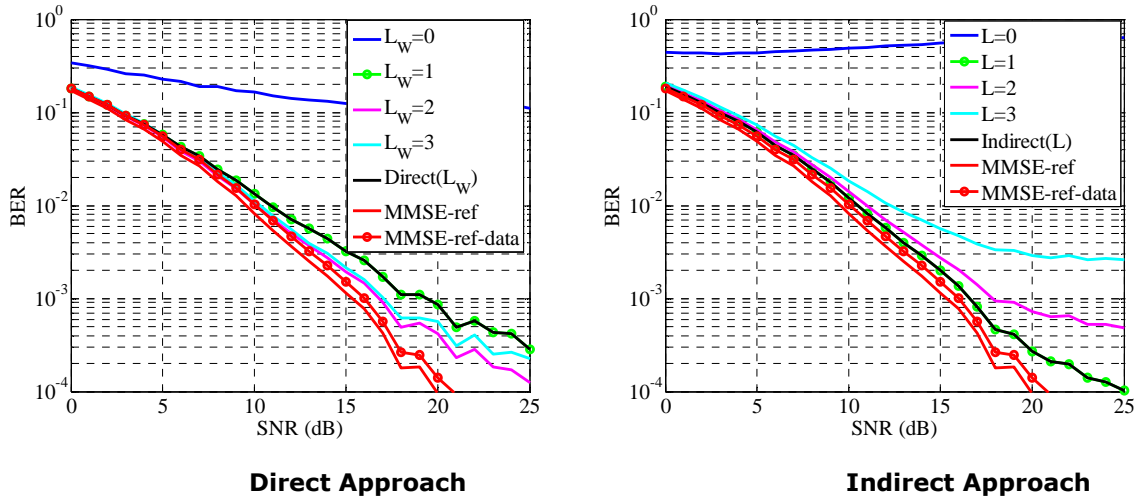 10^0
10^-1
10^-2
10^-3
10^-4
BER
0 5 10 15 20 25
SNR (dB)
L_W=0
L_W=1
L_W=2
L_W=3
Direct(L_W)
MMSE-ref
MMSE-ref-data
Direct Approach
10^0
10^-1
10^-2
10^-3
10^-4
BER
0 5 10 15 20 25
SNR (dB)
L=0
L=1
L=2
L=3
Indirect(L)
MMSE-ref
MMSE-ref-data
Indirect Approach